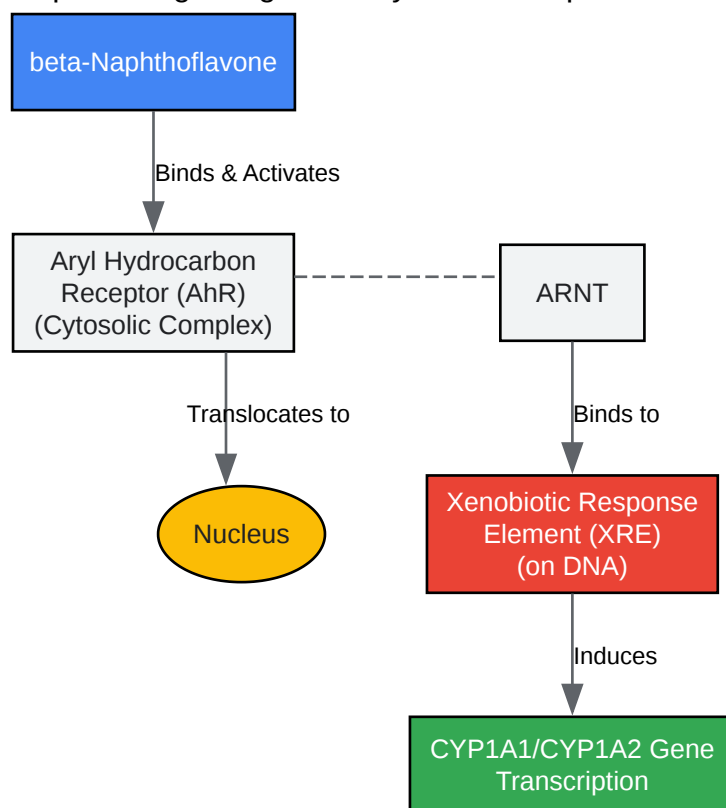 beta-Naphthoflavone
Binds & Activates
Aryl Hydrocarbon
Receptor (AhR)
(Cytosolic Complex)
ARNT
Translocates to
Binds to
Nucleus
Xenobiotic Response
Element (XRE)
(on DNA)
Induces
CYP1A1/CYP1A2 Gene
Transcription